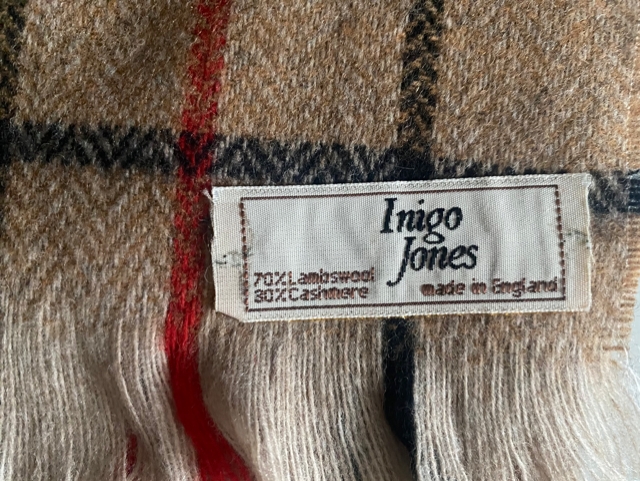 Inigo
Jones
70%Lambswool
30%Cashmere made in England